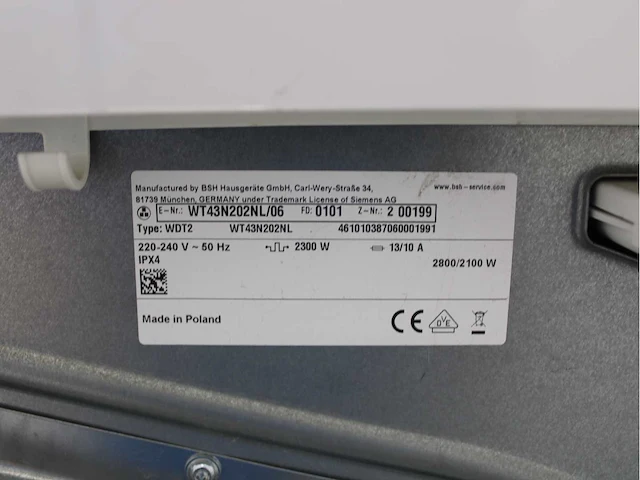 Manufactured by BSH Hausgeräte GmbH, Carl-Wery-Straße 34,
www.bsh-service.com
81739 München, GERMANY under Trademark License of Siemens AG
E-Nr.: WT43N202NL/06 FD: 0101 Z-Nr.: 2 00199
Type: WDT2 WT43N202NL 461010387060001991
220-240 V ~ 50 Hz 2300 W 13/10 A
IPX4 2800/2100 W
Made in Poland CE DVE